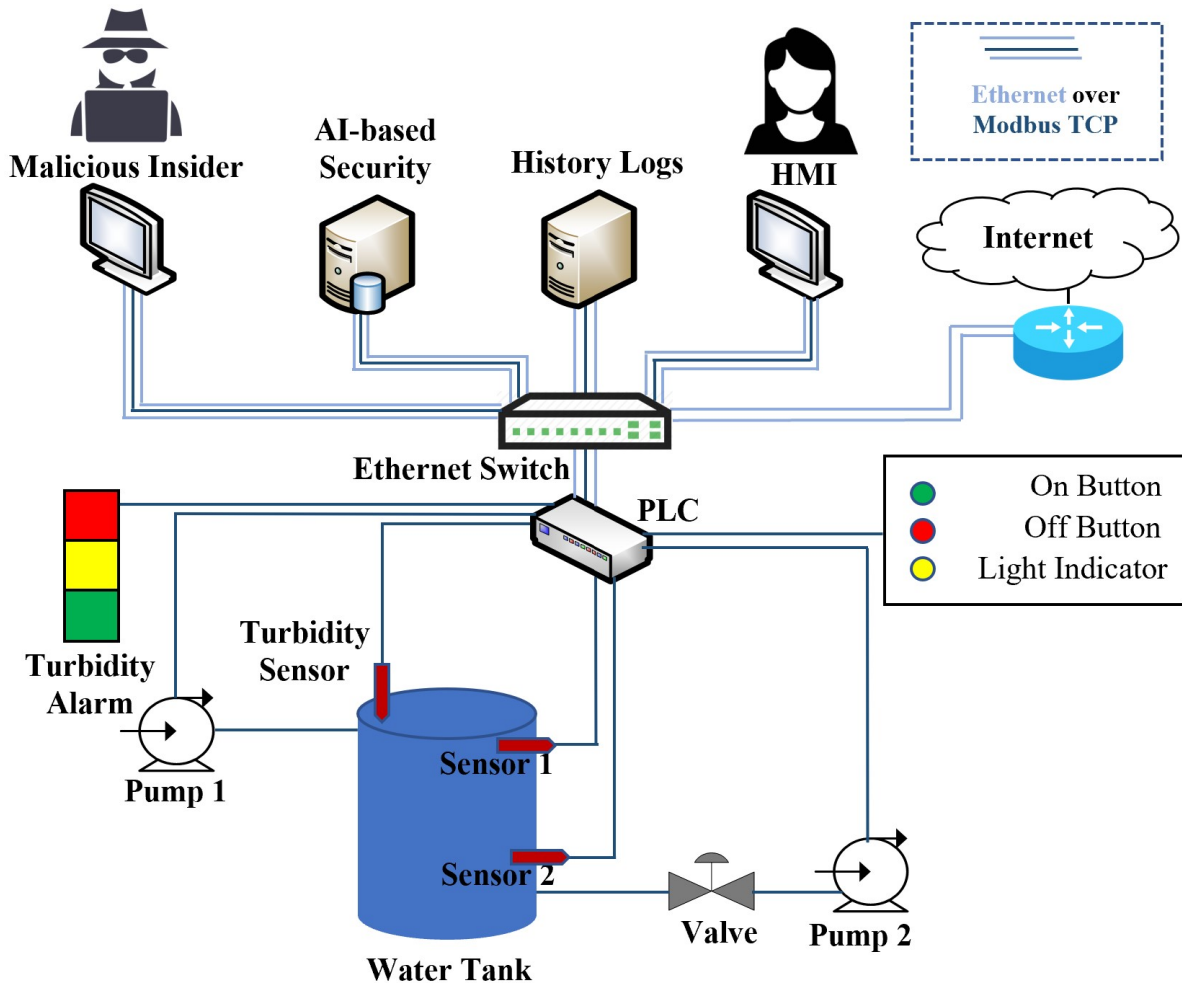 Malicious Insider
AI-based
Security
History Logs
HMI
Ethernet over
Modbus TCP
Internet
Ethernet Switch
PLC
On Button
Off Button
Light Indicator
Turbidity
Alarm
Turbidity
Sensor
Pump 1
Sensor 1
Sensor 2
Valve
Pump 2
Water Tank